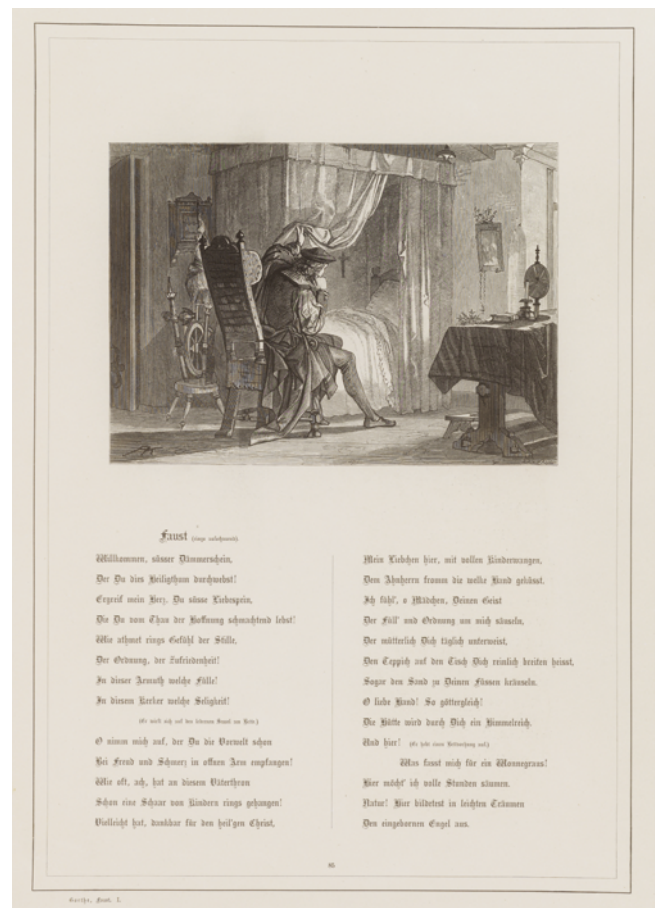 Faust (rings aufschauend)
Willkommen, süsser Dämmerschein,
Der Du dies Heiligthum durchwebst!
Ergreif mein Herz, Du süsse Liebespein,
Die Du vom Thau der Hoffnung schmachtend lebst!
Wie athmet rings Gefühl der Stille,
Der Ordnung, der Zufriedenheit!
In dieser Armuth welche Fülle!
In diesem Kerker welche Seligkeit!
(Er wirft sich auf den ledernen Sessel am Bette.)
O nimm mich auf, der Du die Vorwelt schon
Bei Freud und Schmerz in offnen Arm empfangen!
Wie oft, ach, hat an diesem Väterthron
Schon eine Schaar von Kindern rings gehangen!
Vielleicht hat, dankbar für den heil'gen Christ,
Mein Liebchen hier, mit vollen Kinderwangen,
Dem Ahnherrn fromm die welke Hand geküsst.
Ich fühl', o Mädchen, Deinen Geist
Der Füll' und Ordnung um mich säuseln,
Der mütterlich Dich täglich unterweist,
Den Teppich auf den Tisch Dich reinlich breiten heisst,
Sogar den Sand zu Deinen Füssen kräuseln.
O liebe Hand! So göttergleich!
Die Hütte wird durch Dich ein Himmelreich.
Und hier! (Er hebt einen Bettvorhang auf.)
Was fasst mich für ein Wonnegraus!
Hier möcht' ich volle Stunden säumen.
Natur! Hier bildetest in leichten Träumen
Den eingebornen Engel aus.
85
Goethe, Faust. I.